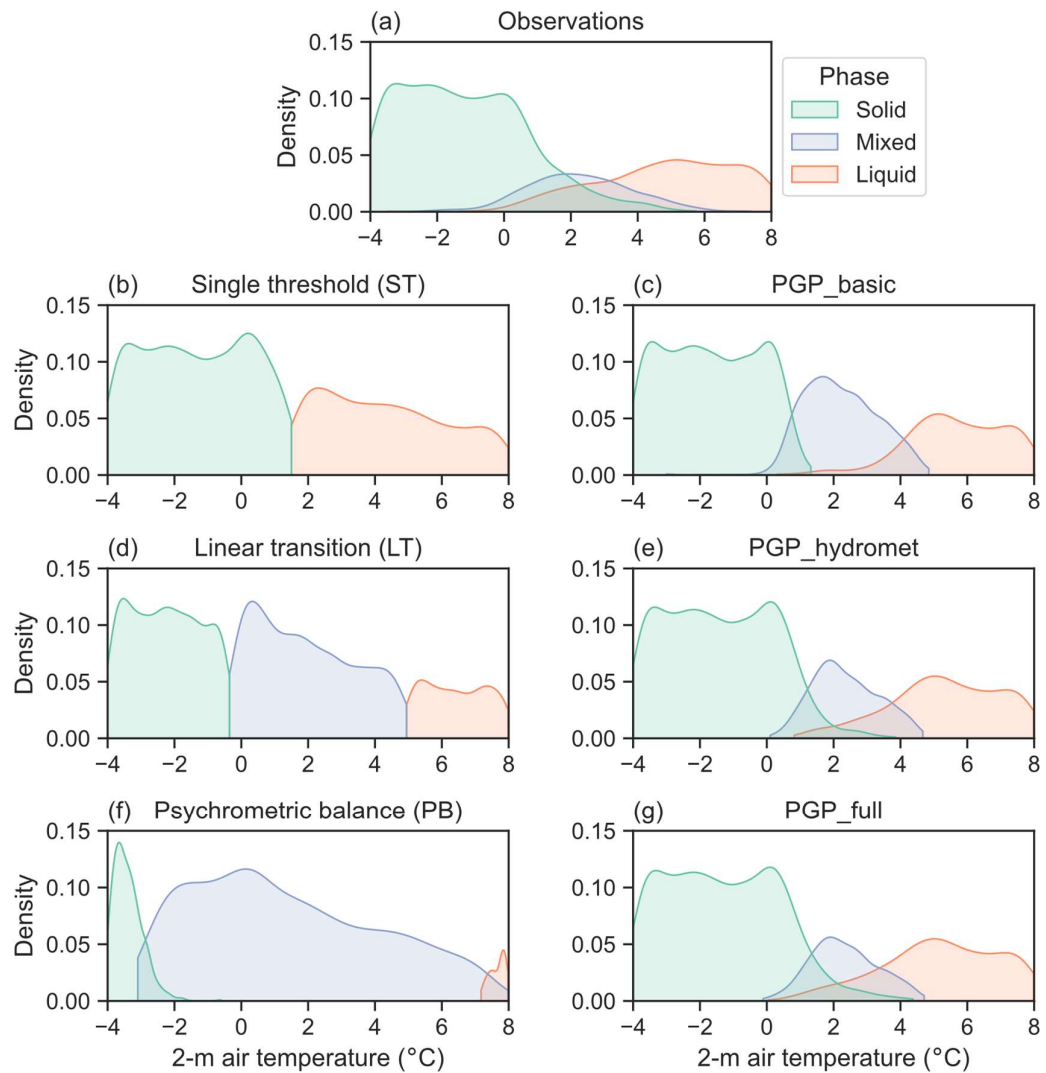 (a) Observations
0.15
0.10
0.05
0.00
Density
−4 −2 0 2 4 6 8
Phase
Solid
Mixed
Liquid
(b) Single threshold (ST)
0.15
0.10
0.05
0.00
Density
−4 −2 0 2 4 6 8
(c) PGP_basic
0.15
0.10
0.05
0.00
−4 −2 0 2 4 6 8
(d) Linear transition (LT)
0.15
0.10
0.05
0.00
Density
−4 −2 0 2 4 6 8
(e) PGP_hydromet
0.15
0.10
0.05
0.00
−4 −2 0 2 4 6 8
(f) Psychrometric balance (PB)
0.15
0.10
0.05
0.00
Density
−4 −2 0 2 4 6 8
2-m air temperature (°C)
(g) PGP_full
0.15
0.10
0.05
0.00
−4 −2 0 2 4 6 8
2-m air temperature (°C)